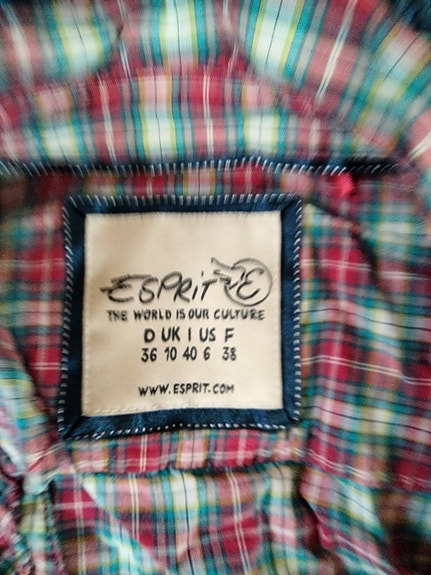 ESPRIT E
THE WORLD IS OUR CULTURE
D UK I US F
36 10 40 6 38
WWW.ESPRIT.COM